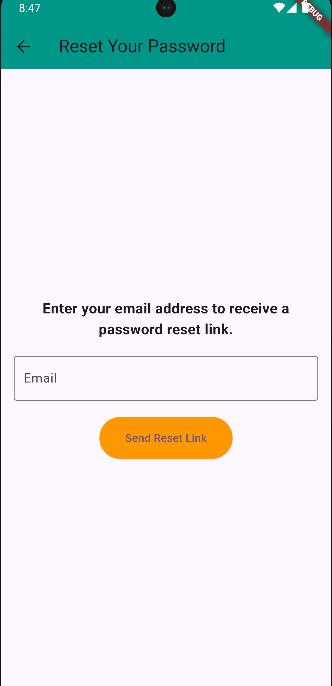 8:47
DEBUG
Reset Your Password
Enter your email address to receive a
password reset link.
Email
Send Reset Link